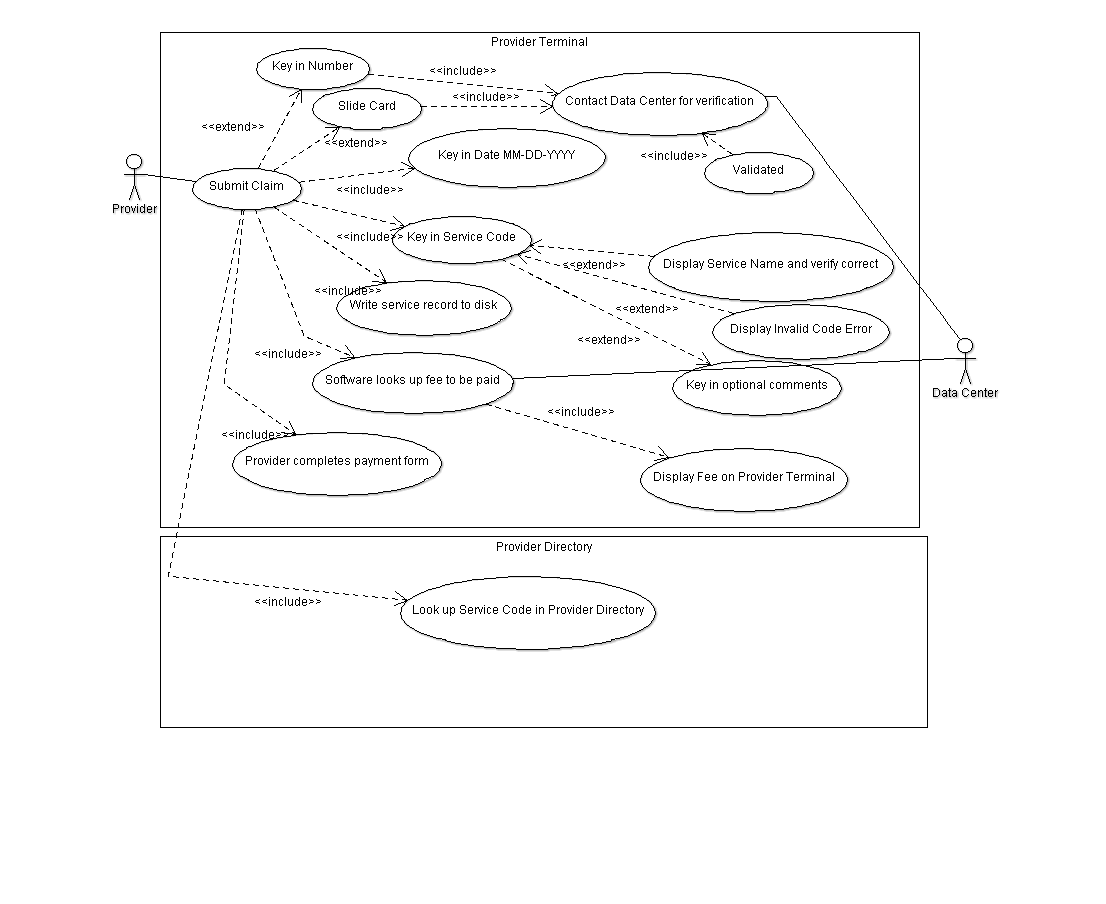 Provider Terminal
Key in Number
<<include>>
Slide Card
<<include>>
Contact Data Center for verification
<<extend>>
<<extend>>
Key in Date MM-DD-YYYY
<<include>>
Validated
Submit Claim
<<include>>
Provider
<<include>>
Key in Service Code
<<extend>>
Display Service Name and verify correct
<<include>>
Write service record to disk
<<extend>>
Display Invalid Code Error
<<extend>>
<<include>>
Software looks up fee to be paid
Key in optional comments
Data Center
<<include>>
<<include>>
Provider completes payment form
Display Fee on Provider Terminal
Provider Directory
<<include>>
Look up Service Code in Provider Directory